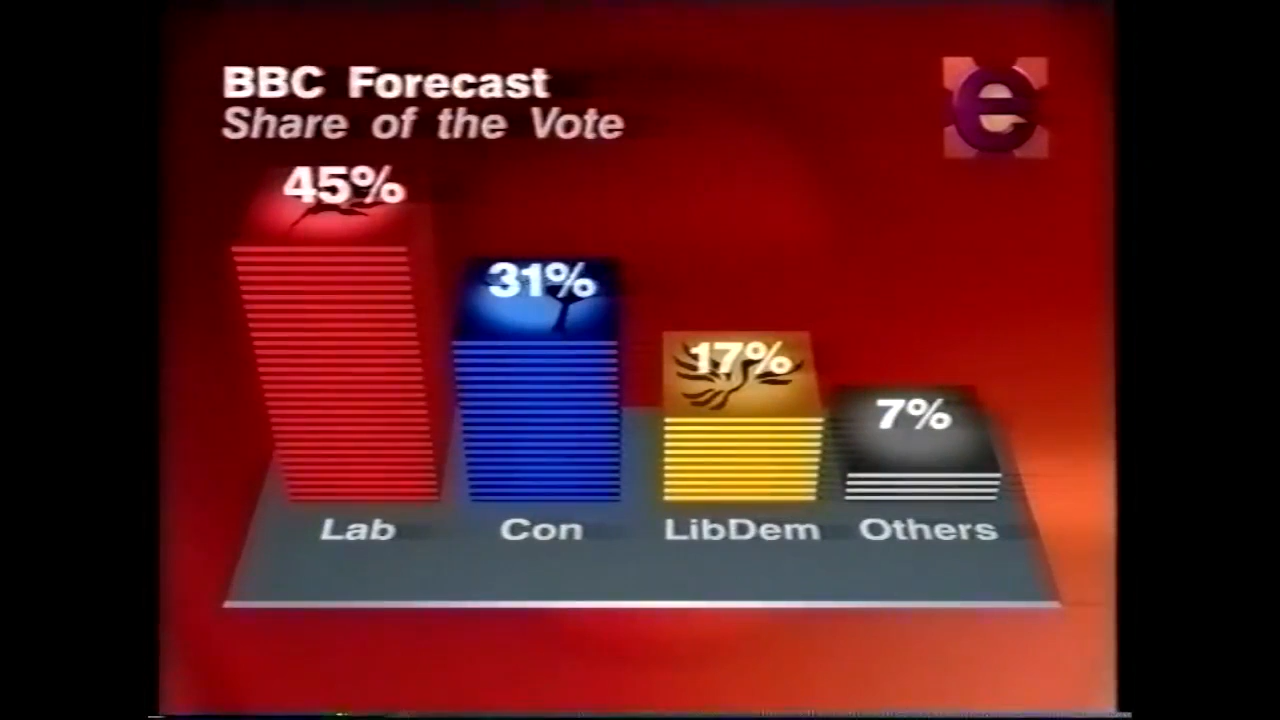 BBC Forecast
Share of the Vote
e
45%
31%
17%
7%
Lab Con LibDem Others